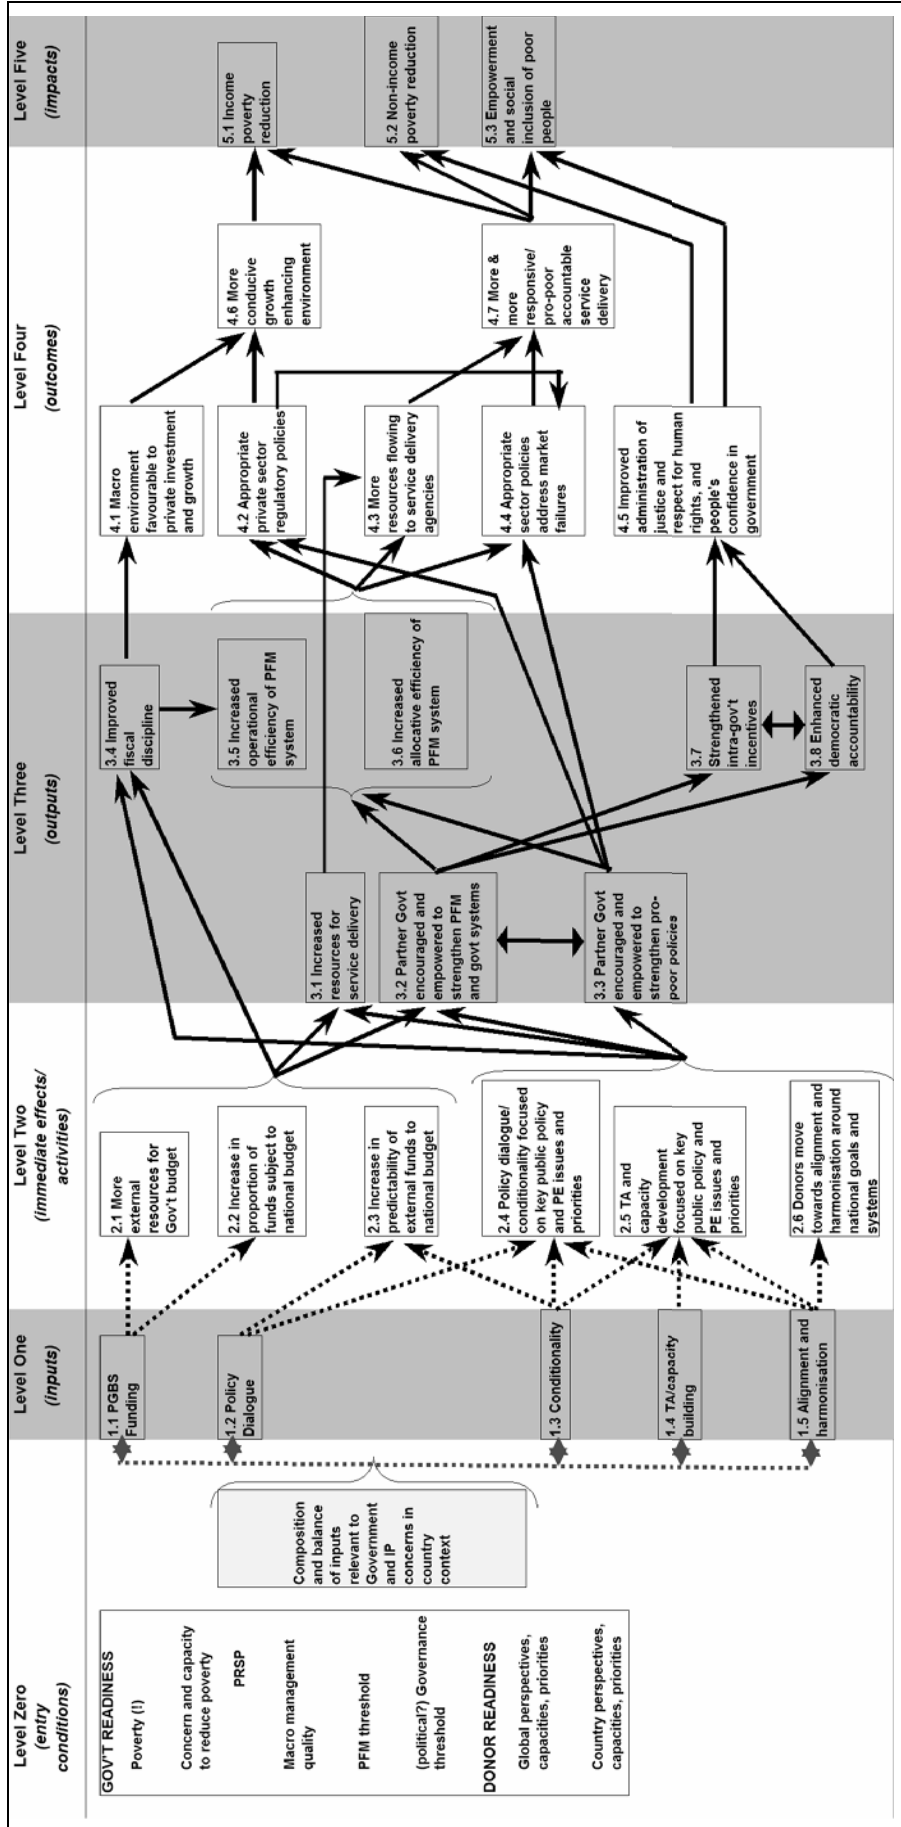 Level Zero
(entry
conditions)
GOV'T READINESS
Poverty (!)
Concern and capacity
to reduce poverty
PRSP
Macro management
quality
PFM threshold
(political?) Governance
threshold
DONOR READINESS
Global perspectives,
capacities, priorities
Country perspectives,
capacities, priorities
Composition
and balance
of inputs
relevant to
Government
and IP
concerns in
country
context
Level One
(inputs)
1.1 PGBS
Funding
1.2 Policy
Dialogue
1.3 Conditionality
1.4 TA/capacity
building
1.5 Alignment and
harmonisation
Level Two
(immediate effects/
activities)
2.1 More
external
resources for
Gov't budget
2.2 Increase in
proportion of
funds subject to
national budget
2.3 Increase in
predictability of
external funds to
national budget
2.4 Policy dialogue/
conditionality focused
on key public policy
and PE issues and
priorities
2.5 TA and
capacity
development
focused on key
public policy and
PE issues and
priorities
2.6 Donors move
towards alignment and
harmonisation around
national goals and
systems
Level Three
(outputs)
3.1 Increased
resources for
service delivery
3.2 Partner Govt
encouraged and
empowered to
strengthen PFM
and govt systems
3.3 Partner Govt
encouraged and
empowered to
strengthen pro-
poor policies
3.4 Improved
fiscal
discipline
3.5 Increased
operational
efficiency of PFM
system
3.6 Increased
allocative efficiency of
PFM system
3.7
Strengthened
intra-gov't
incentives
3.8 Enhanced
democratic
accountability
Level Four
(outcomes)
4.1 Macro
environment
favourable to
private investment
and growth
4.2 Appropriate
private sector
regulatory policies
4.3 More
resources flowing
to service delivery
agencies
4.4 Appropriate
sector policies
address market
failures
4.5 Improved
administration of
justice and
respect for human
rights, and
people's
confidence in
government
4.6 More
conducive
growth
enhancing
environment
4.7 More &
more
responsive/
pro-poor
accountable
service
delivery
Level Five
(impacts)
5.1 Income
poverty
reduction
5.2 Non-income
poverty reduction
5.3 Empowerment
and social
inclusion of poor
people